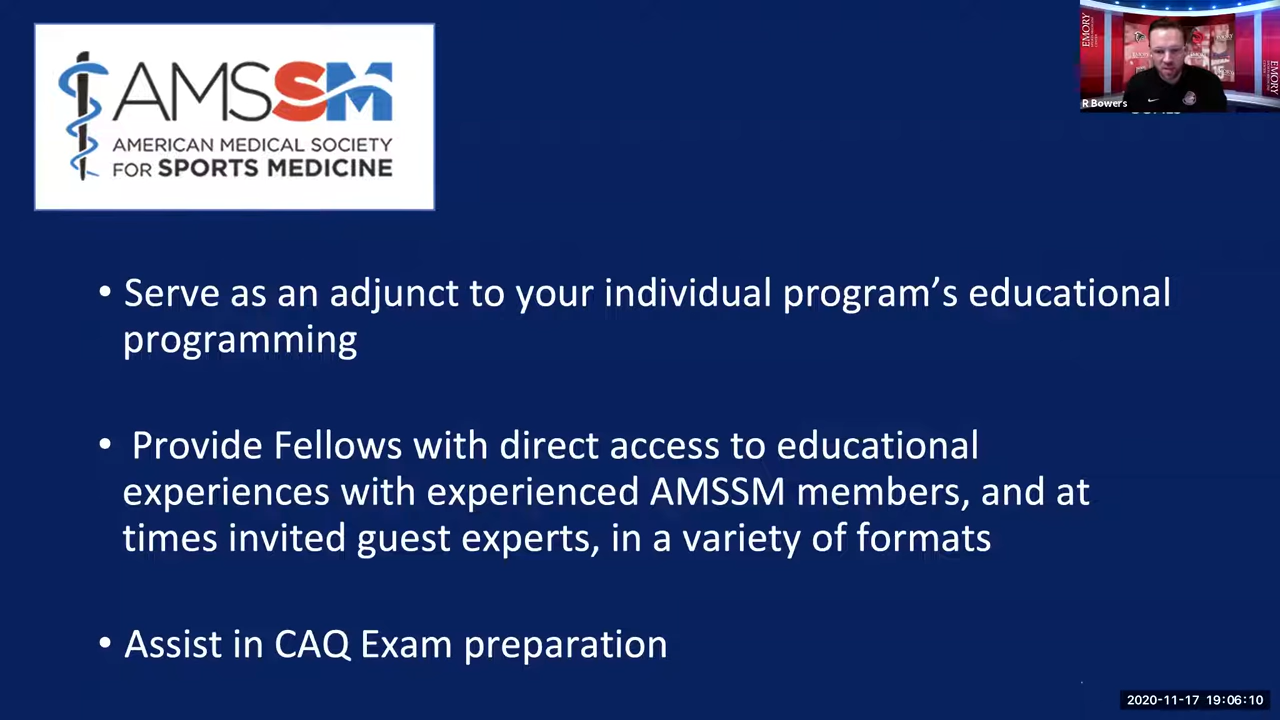 AMSSM
AMERICAN MEDICAL SOCIETY
FOR SPORTS MEDICINE
EMORY
EMORY
R Bowers
• Serve as an adjunct to your individual program’s educational
programming
• Provide Fellows with direct access to educational
experiences with experienced AMSSM members, and at
times invited guest experts, in a variety of formats
• Assist in CAQ Exam preparation
2020-11-17 19:06:10